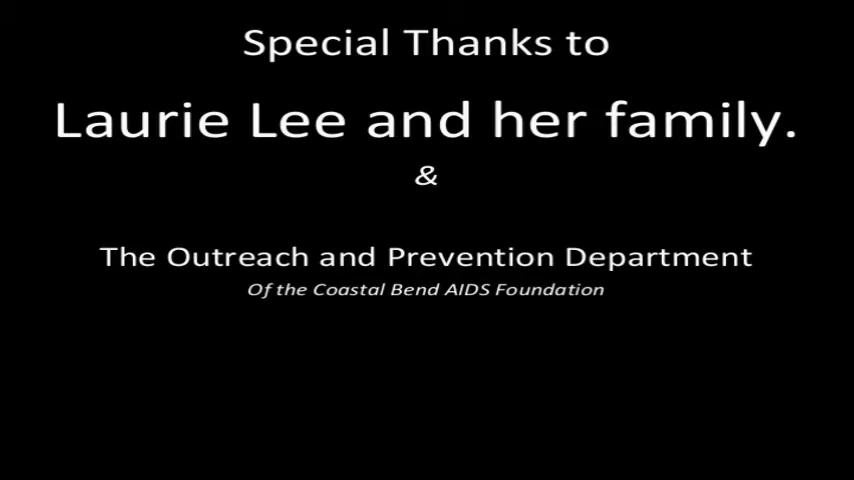 Special Thanks to
Laurie Lee and her family.
&
The Outreach and Prevention Department
Of the Coastal Bend AIDS Foundation